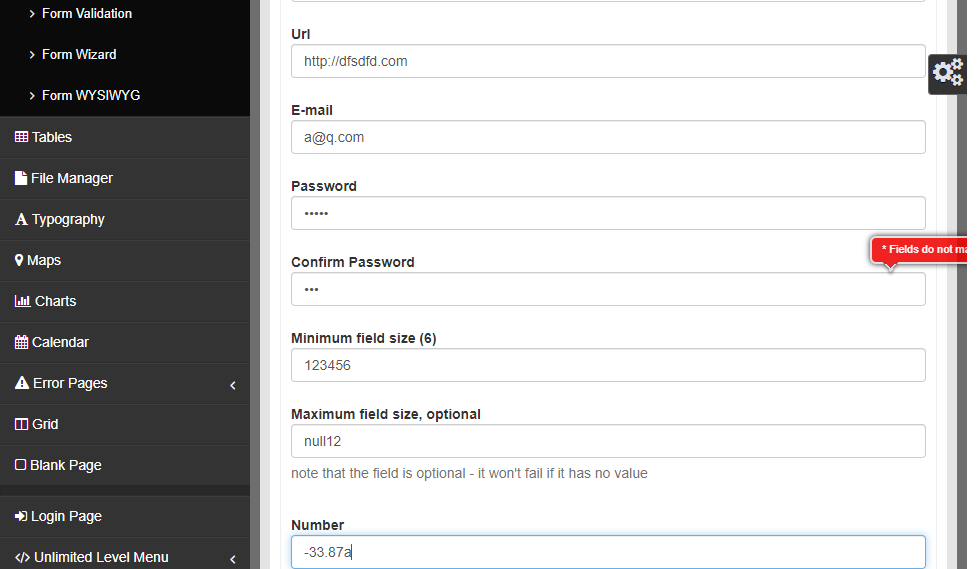 Form Validation
Form Wizard
Form WYSIWYG
Tables
File Manager
Typography
Maps
Charts
Calendar
Error Pages
Grid
Blank Page
Login Page
Unlimited Level Menu
Url
http://dfsdfd.com
E-mail
a@q.com
Password
•••••
* Fields do not ma
Confirm Password
•••
Minimum field size (6)
123456
Maximum field size, optional
null12
note that the field is optional - it won't fail if it has no value
Number
-33.87a